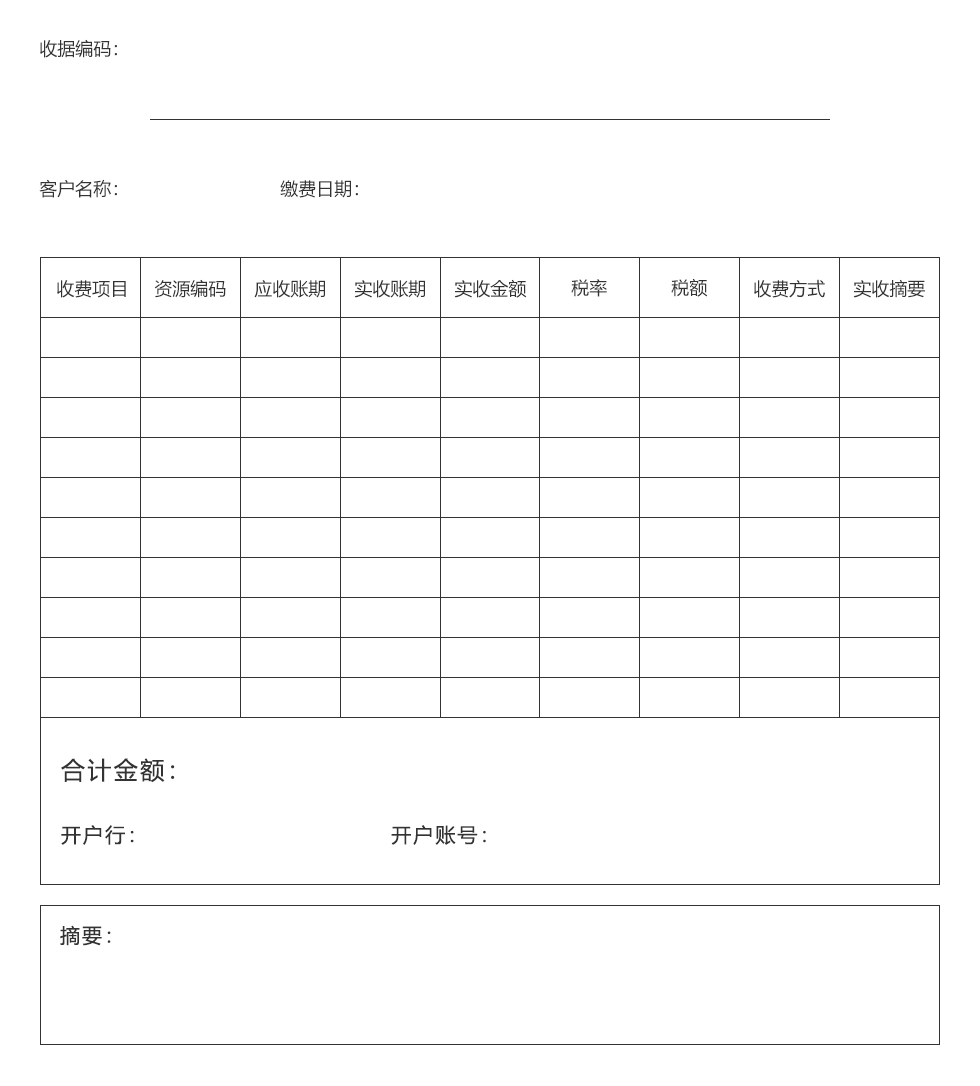 收据编码：
客户名称： 缴费日期：
收费项目 资源编码 应收账期 实收账期 实收金额 税率 税额 收费方式 实收摘要
合计金额：
开户行： 开户账号：
摘要：